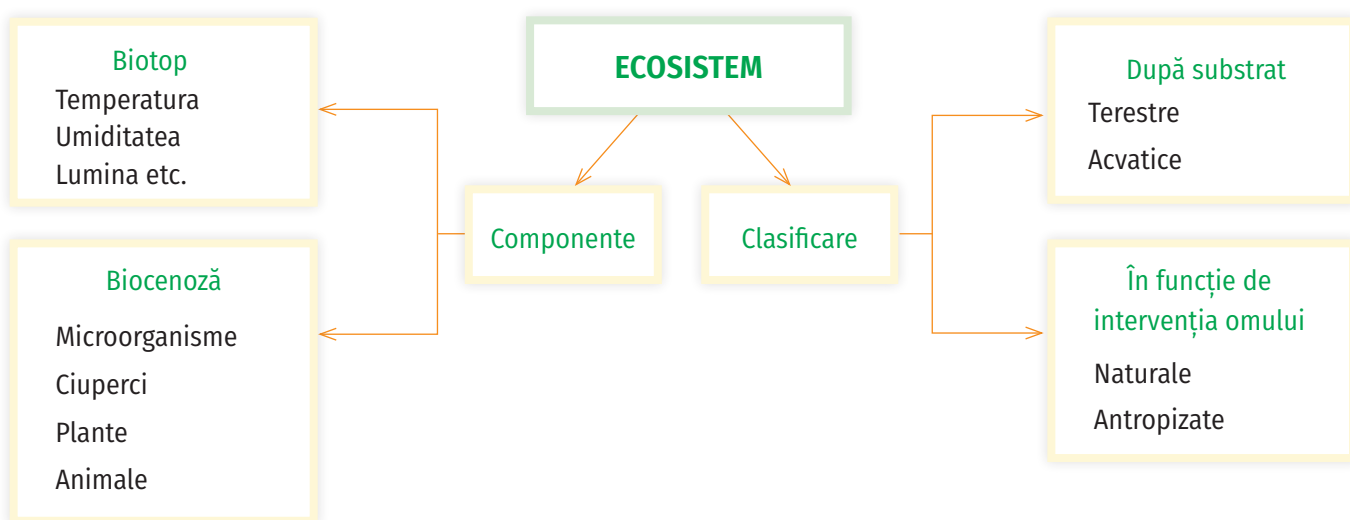 ECOSISTEM
Componente
Biotop
Temperatura
Umiditatea
Lumina etc.
Biocenoză
Microorganisme
Ciuperci
Plante
Animale
Clasificare
După substrat
Terestre
Acvatice
În funcție de
intervenția omului
Naturale
Antropizate